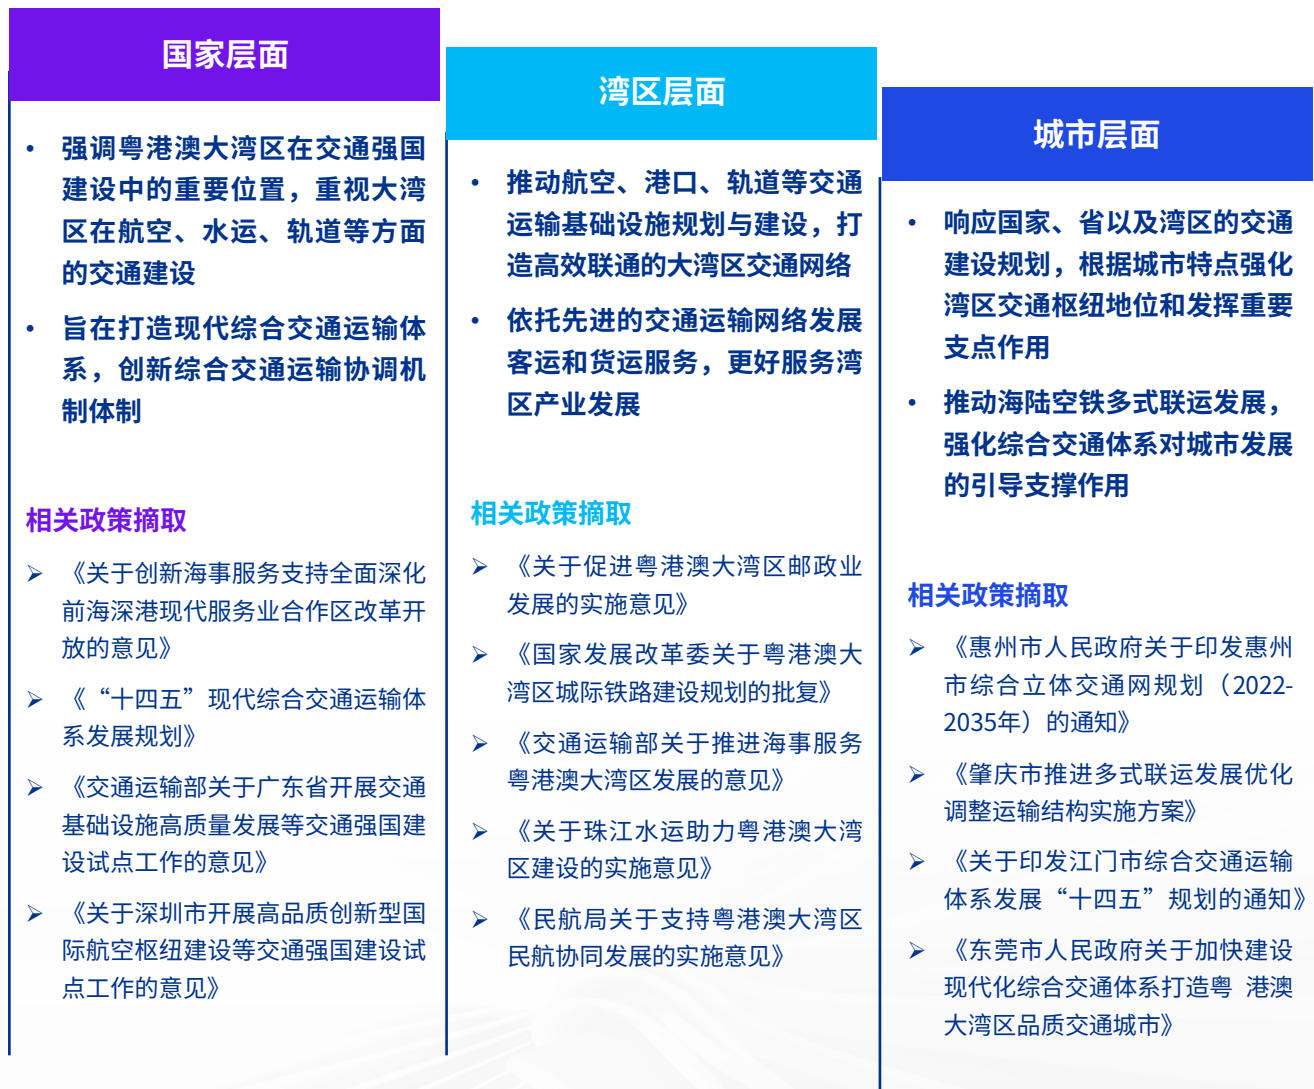 国家层面
• 强调粤港澳大湾区在交通强国
建设中的重要位置，重视大湾
区在航空、水运、轨道等方面
的交通建设
• 旨在打造现代综合交通运输体
系，创新综合交通运输协调机
制体制
相关政策摘取
➢ 《关于创新海事服务支持全面深化
前海深港现代服务业合作区改革开
放的意见》
➢ 《“十四五”现代综合交通运输体
系发展规划》
➢ 《交通运输部关于广东省开展交通
基础设施高质量发展等交通强国建
设试点工作的意见》
➢ 《关于深圳市开展高品质创新型国
际航空枢纽建设等交通强国建设试
点工作的意见》
湾区层面
• 推动航空、港口、轨道等交通
运输基础设施规划与建设，打
造高效联通的大湾区交通网络
• 依托先进的交通运输网络发展
客运和货运服务，更好服务湾
区产业发展
相关政策摘取
➢ 《关于促进粤港澳大湾区邮政业
发展的实施意见》
➢ 《国家发展改革委关于粤港澳大
湾区城际铁路建设规划的批复》
➢ 《交通运输部关于推进海事服务
粤港澳大湾区发展的意见》
➢ 《关于珠江水运助力粤港澳大湾
区建设的实施意见》
➢ 《民航局关于支持粤港澳大湾区
民航协同发展的实施意见》
城市层面
• 响应国家、省以及湾区的交通
建设规划，根据城市特点强化
湾区交通枢纽地位和发挥重要
支点作用
• 推动海陆空铁多式联运发展，
强化综合交通体系对城市发展
的引导支撑作用
相关政策摘取
➢ 《惠州市人民政府关于印发惠州
市综合立体交通网规划（2022-
2035年）的通知》
➢ 《肇庆市推进多式联运发展优化
调整运输结构实施方案》
➢ 《关于印发江门市综合交通运输
体系发展“十四五”规划的通知》
➢ 《东莞市人民政府关于加快建设
现代化综合交通体系打造粤 港澳
大湾区品质交通城市》